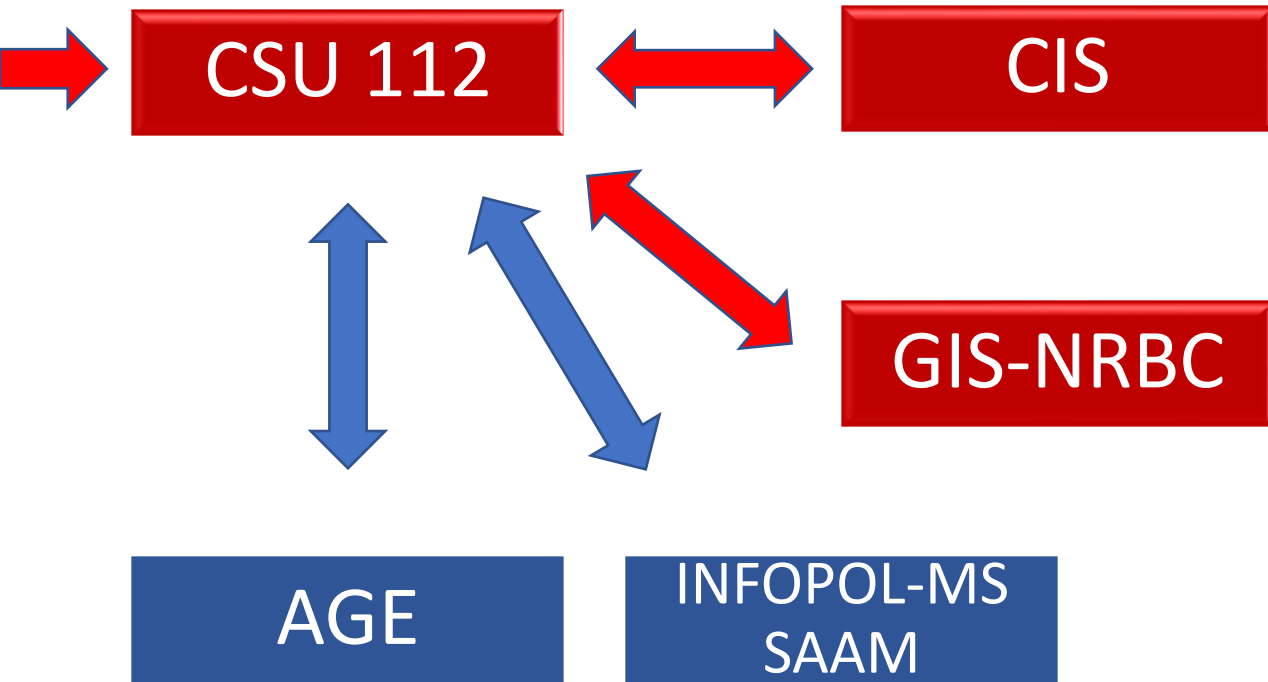 CSU 112
CIS
GIS-NRBC
AGE
INFOPOL-MS
SAAM